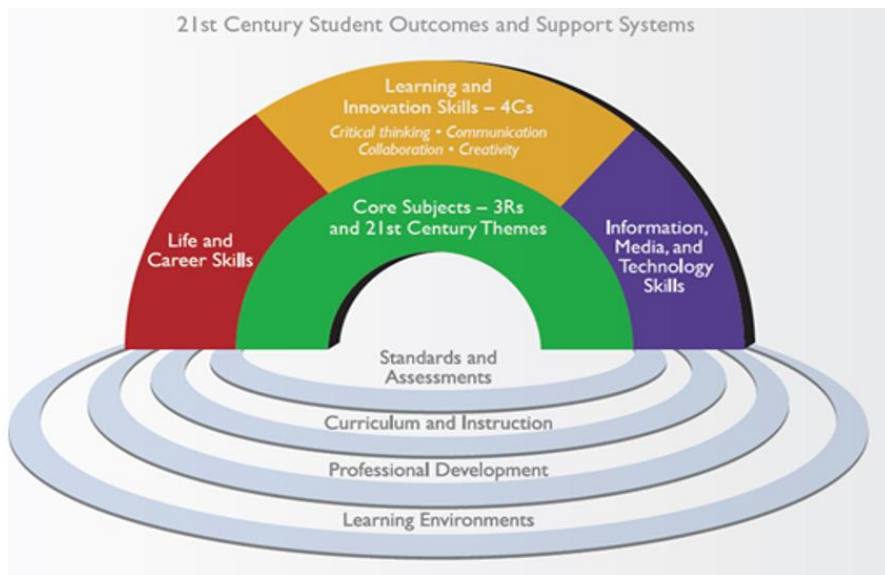 21st Century Student Outcomes and Support Systems
Learning and
Innovation Skills – 4Cs
Critical thinking • Communication
Collaboration • Creativity
Core Subjects – 3Rs
and 21st Century Themes
Life and
Career Skills
Information,
Media, and
Technology
Skills
Standards and
Assessments
Curriculum and Instruction
Professional Development
Learning Environments